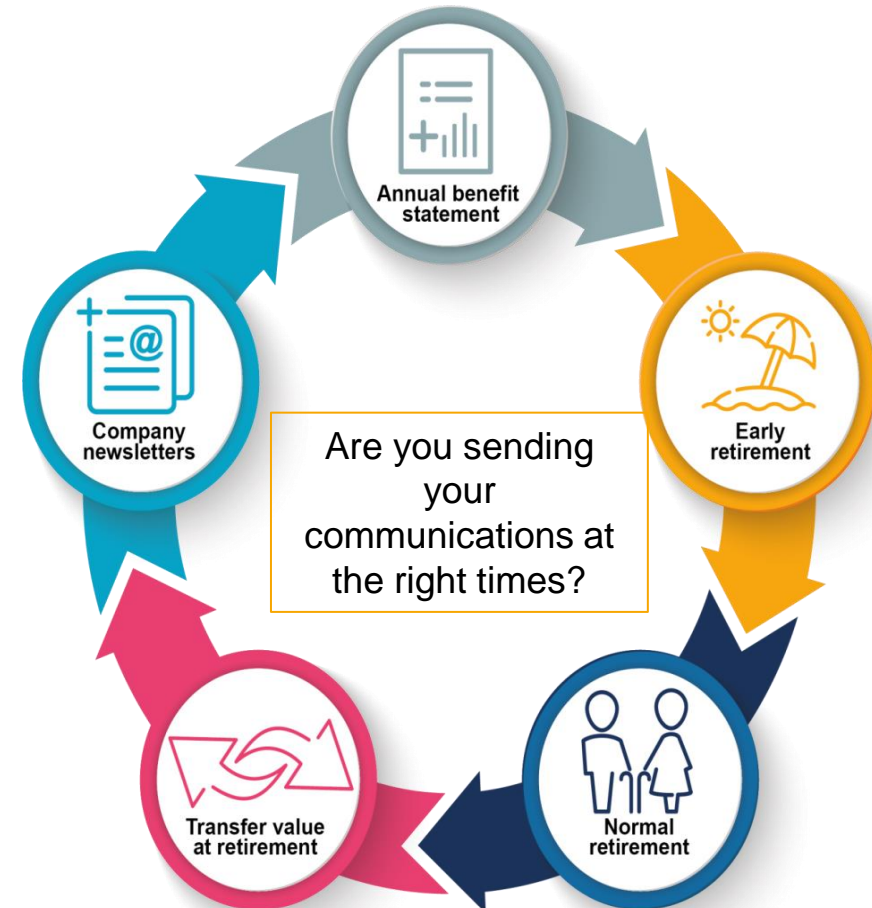 Annual benefit
statement
Early
retirement
Normal
retirement
Transfer value
at retirement
Company
newsletters
@
Are you sending
your
communications at
the right times?